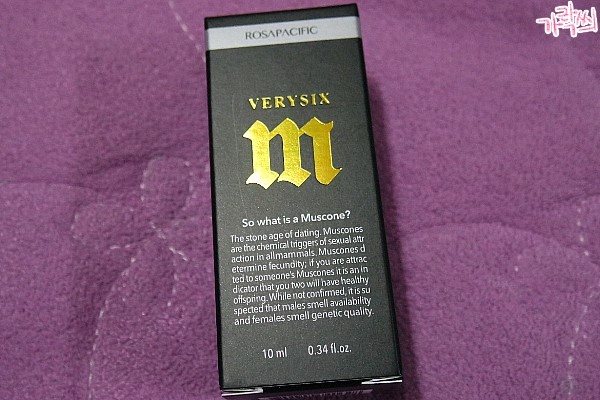 가락씨
ROSAPACIFIC
VERYSIX
m
So what is a Muscone?
The stone age of dating. Muscones
are the chemical triggers of sexual attr
action in allmammals. Muscones d
etermine fecundity; if you are attrac
ted to someone's Muscones it is an in
dicator that you two will have healthy
offspring. While not confirmed, it is su
spected that males smell availability
and females smell genetic quality.
10 ml 0.34 fl.oz.